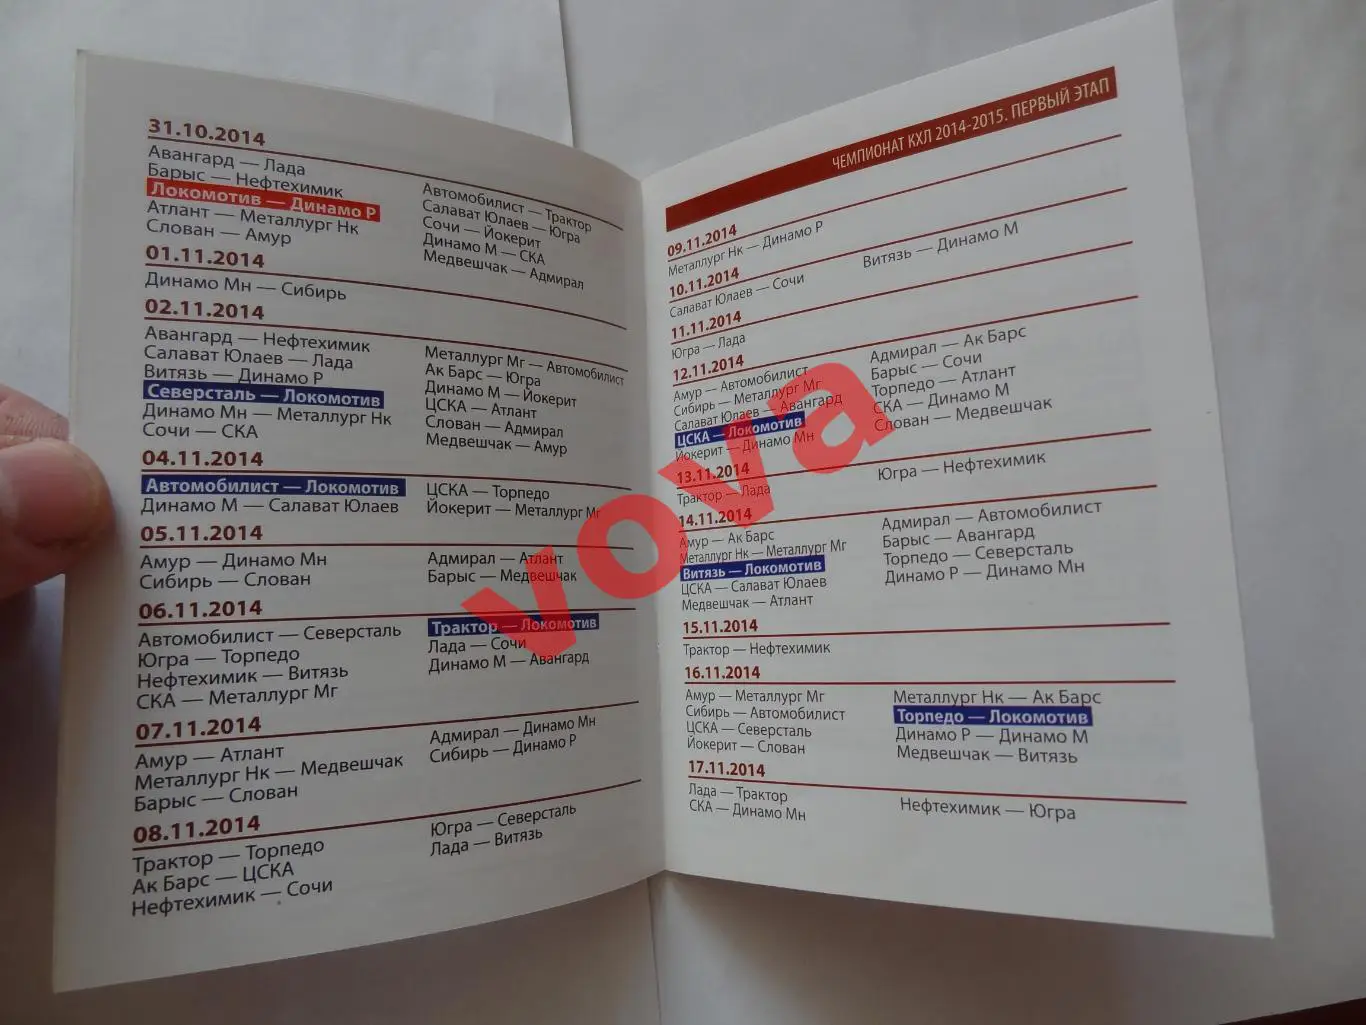 31.10.2014
Авангард — Лада
Барыс — Нефтехимик
Локомотив — Динамо Р
Атлант — Металлург Нк
Слован — Амур
Автомобилист — Трактор
Салават Юлаев — Югра
Сочи — Йокерит
Динамо М — СКА
Медвешчак — Адмирал
01.11.2014
Динамо Мн — Сибирь
02.11.2014
Авангард — Нефтехимик
Салават Юлаев — Лада
Витязь — Динамо Р
Северсталь — Локомотив
Динамо Мн — Металлург Нк
Сочи — СКА
Металлург Мг — Автомобилист
Ак Барс — Югра
Динамо М — Йокерит
ЦСКА — Атлант
Слован — Адмирал
Медвешчак — Амур
04.11.2014
Автомобилист — Локомотив
Динамо М — Салават Юлаев
ЦСКА — Торпедо
Йокерит — Металлург Мг
05.11.2014
Амур — Динамо Мн
Сибирь — Слован
Адмирал — Атлант
Барыс — Медвешчак
06.11.2014
Автомобилист — Северсталь
Югра — Торпедо
Нефтехимик — Витязь
СКА — Металлург Мг
Трактор — Локомотив
Лада — Сочи
Динамо М — Авангард
07.11.2014
Амур — Атлант
Металлург Нк — Медвешчак
Барыс — Слован
Адмирал — Динамо Мн
Сибирь — Динамо Р
08.11.2014
Трактор — Торпедо
Ак Барс — ЦСКА
Нефтехимик — Сочи
Югра — Северсталь
Лада — Витязь
ЧЕМПИОНАТ КХЛ 2014-2015. ПЕРВЫЙ ЭТАП
09.11.2014
Металлург Нк — Динамо Р
10.11.2014
Салават Юлаев — Сочи
Витязь — Динамо М
11.11.2014
Югра — Лада
12.11.2014
Амур — Автомобилист
Сибирь — Металлург Мг
Салават Юлаев — Авангард
ЦСКА — Локомотив
Йокерит — Динамо Мн
Адмирал — Ак Барс
Барыс — Сочи
Торпедо — Атлант
СКА — Динамо М
Слован — Медвешчак
13.11.2014
Трактор — Лада
Югра — Нефтехимик
14.11.2014
Амур — Ак Барс
Металлург Нк — Металлург Мг
Витязь — Локомотив
ЦСКА — Салават Юлаев
Медвешчак — Атлант
Адмирал — Автомобилист
Барыс — Авангард
Торпедо — Северсталь
Динамо Р — Динамо Мн
15.11.2014
Трактор — Нефтехимик
16.11.2014
Амур — Металлург Мг
Сибирь — Автомобилист
ЦСКА — Северсталь
Йокерит — Слован
Металлург Нк — Ак Барс
Торпедо — Локомотив
Динамо Р — Динамо М
Медвешчак — Витязь
17.11.2014
Лада — Трактор
СКА — Динамо Мн
Нефтехимик — Югра
vova